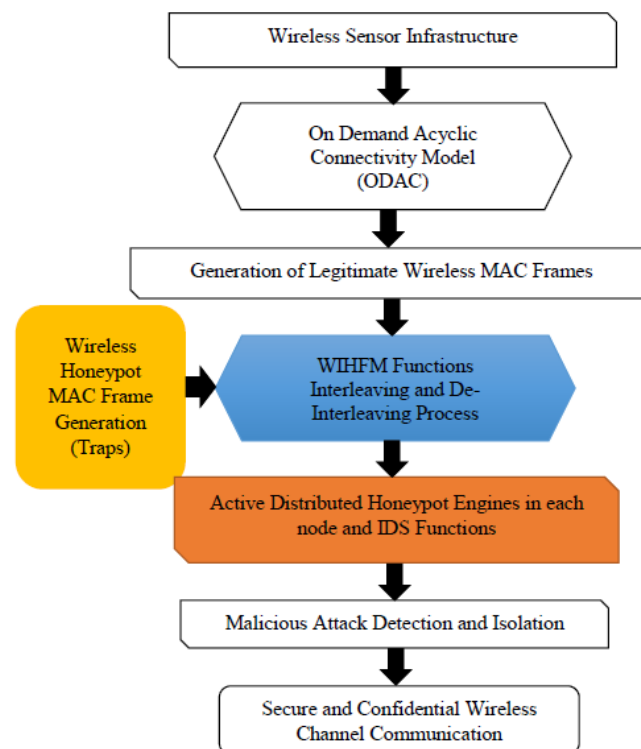 Wireless Sensor Infrastructure
On Demand Acyclic
Connectivity Model
(ODAC)
Generation of Legitimate Wireless MAC Frames
Wireless
Honeypot
MAC Frame
Generation
(Traps)
WIHFM Functions
Interleaving and De-
Interleaving Process
Active Distributed Honeypot Engines in each
node and IDS Functions
Malicious Attack Detection and Isolation
Secure and Confidential Wireless
Channel Communication